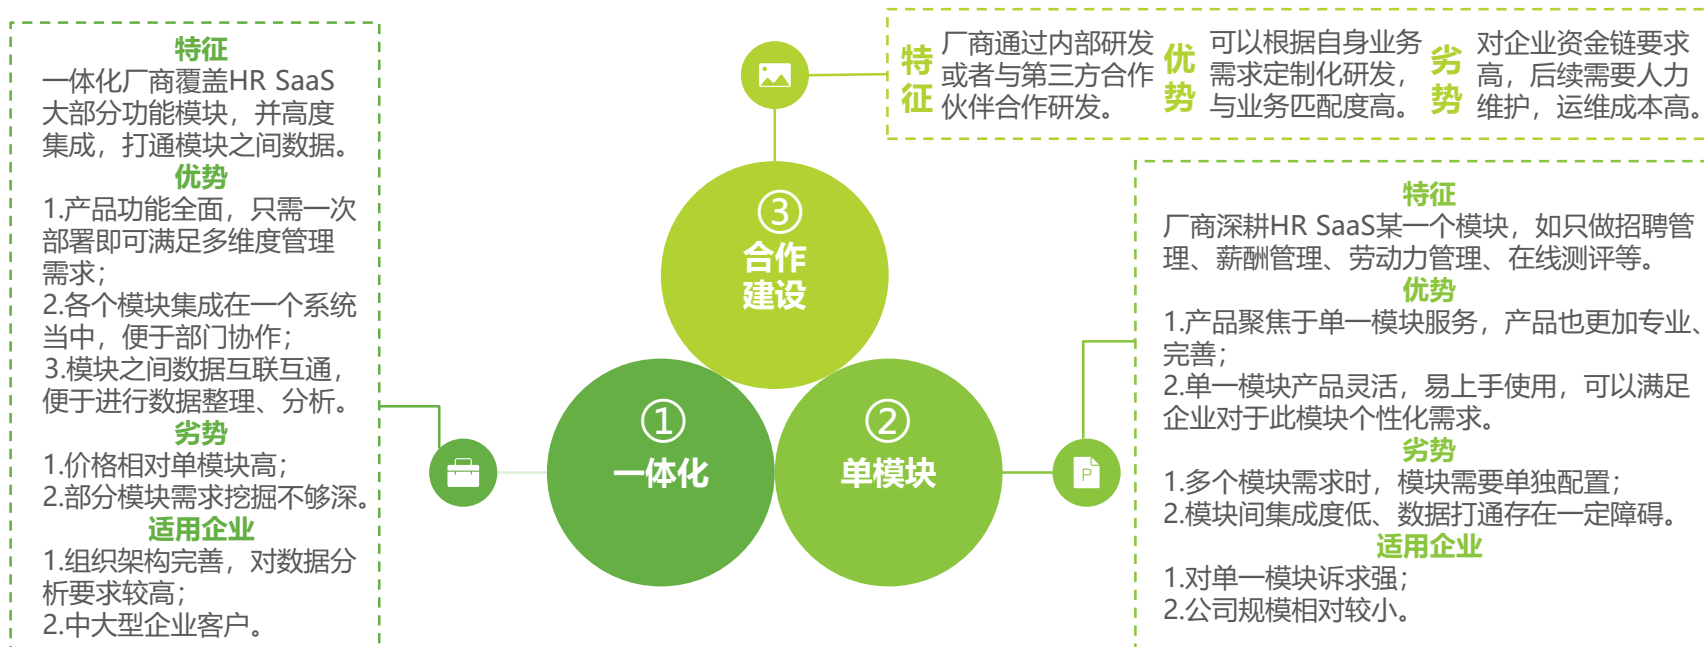 特征
一体化厂商覆盖HR SaaS
大部分功能模块，并高度
集成，打通模块之间数据。
优势
1.产品功能全面，只需一次
部署即可满足多维度管理
需求；
2.各个模块集成在一个系统
当中，便于部门协作；
3.模块之间数据互联互通，
便于进行数据整理、分析。
劣势
1.价格相对单模块高；
2.部分模块需求挖掘不够深。
适用企业
1.组织架构完善，对数据分
析要求较高；
2.中大型企业客户。
③
合作
建设
①
一体化
②
单模块
P
特征
厂商通过内部研发
或者与第三方合作
伙伴合作研发。
优势
可以根据自身业务
需求定制化研发，
与业务匹配度高。
劣势
对企业资金链要求
高，后续需要人力
维护，运维成本高。
特征
厂商深耕HR SaaS某一个模块，如只做招聘管
理、薪酬管理、劳动力管理、在线测评等。
优势
1.产品聚焦于单一模块服务，产品也更加专业、
完善；
2.单一模块产品灵活，易上手使用，可以满足
企业对于此模块个性化需求。
劣势
1.多个模块需求时，模块需要单独配置；
2.模块间集成度低、数据打通存在一定障碍。
适用企业
1.对单一模块诉求强；
2.公司规模相对较小。